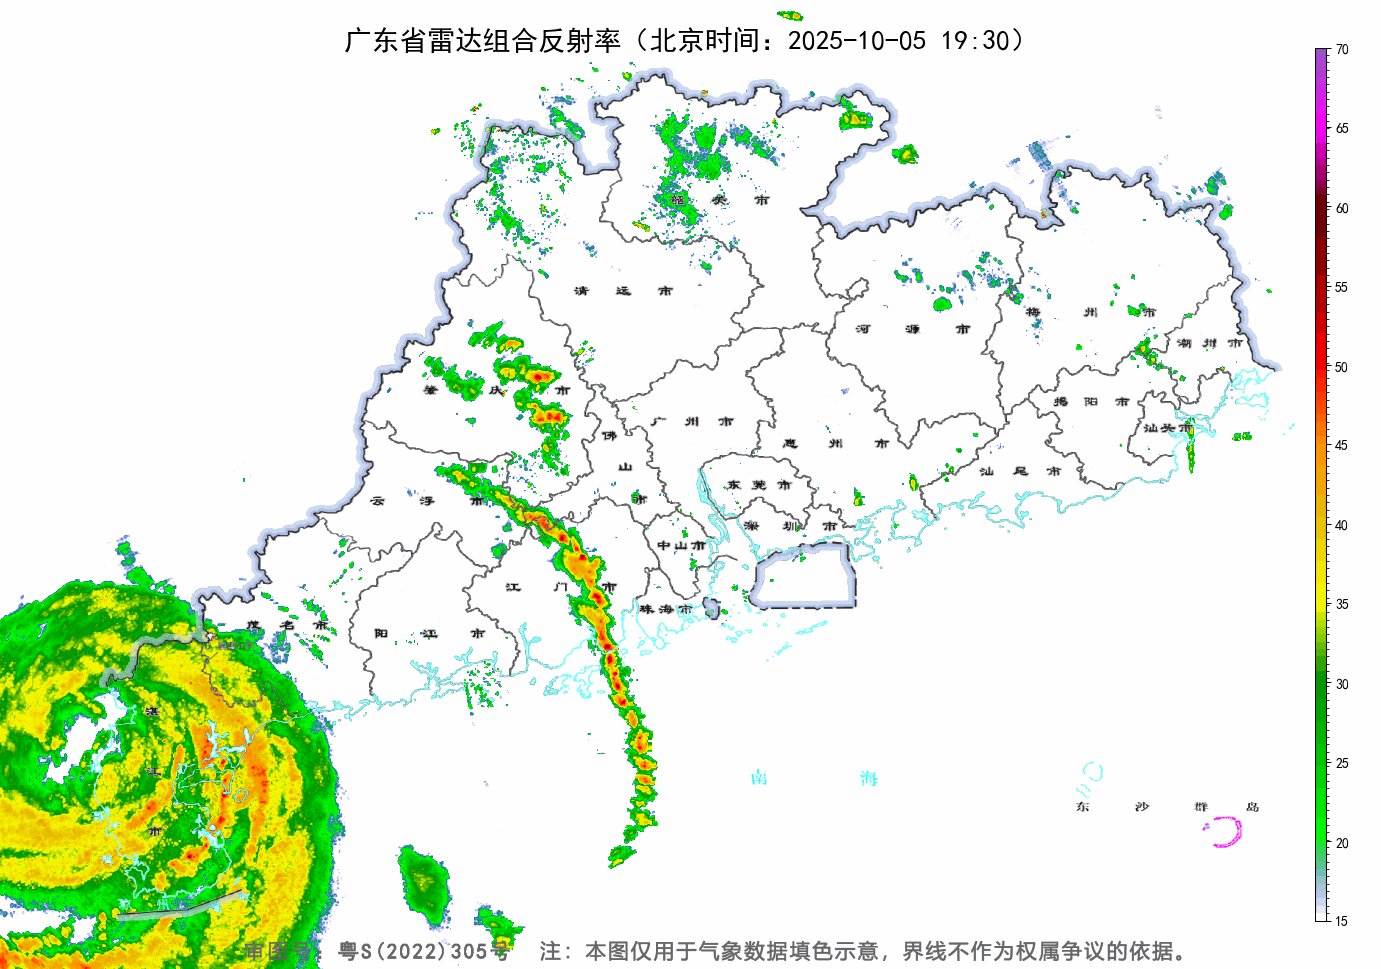 广东省雷达组合反射率（北京时间：2025-10-05 19:30）
70
65
60
55
50
45
40
35
30
25
20
15
韶关市
清远市
河源市
梅州市
潮州市
肇庆市
揭阳市
汕头市
广州市
佛山市
惠州市
汕尾市
东莞市
云浮市
深圳市
中山市
江门市
珠海市
茂名市
阳江市
湛江市
南海
东沙群岛
审图号：粤S(2022)305号 注：本图仅用于气象数据填色示意，界线不作为权属争议的依据。